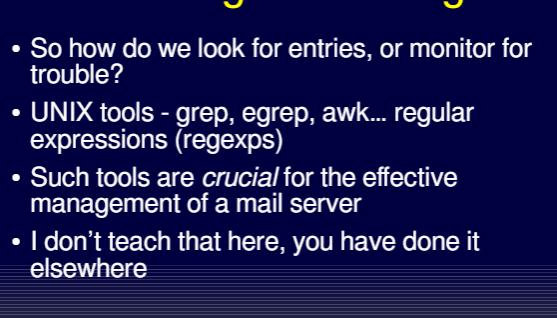 • So how do we look for entries, or monitor for
trouble?
• UNIX tools - grep, egrep, awk... regular
expressions (regexps)
• Such tools are crucial for the effective
management of a mail server
• I don't teach that here, you have done it
elsewhere